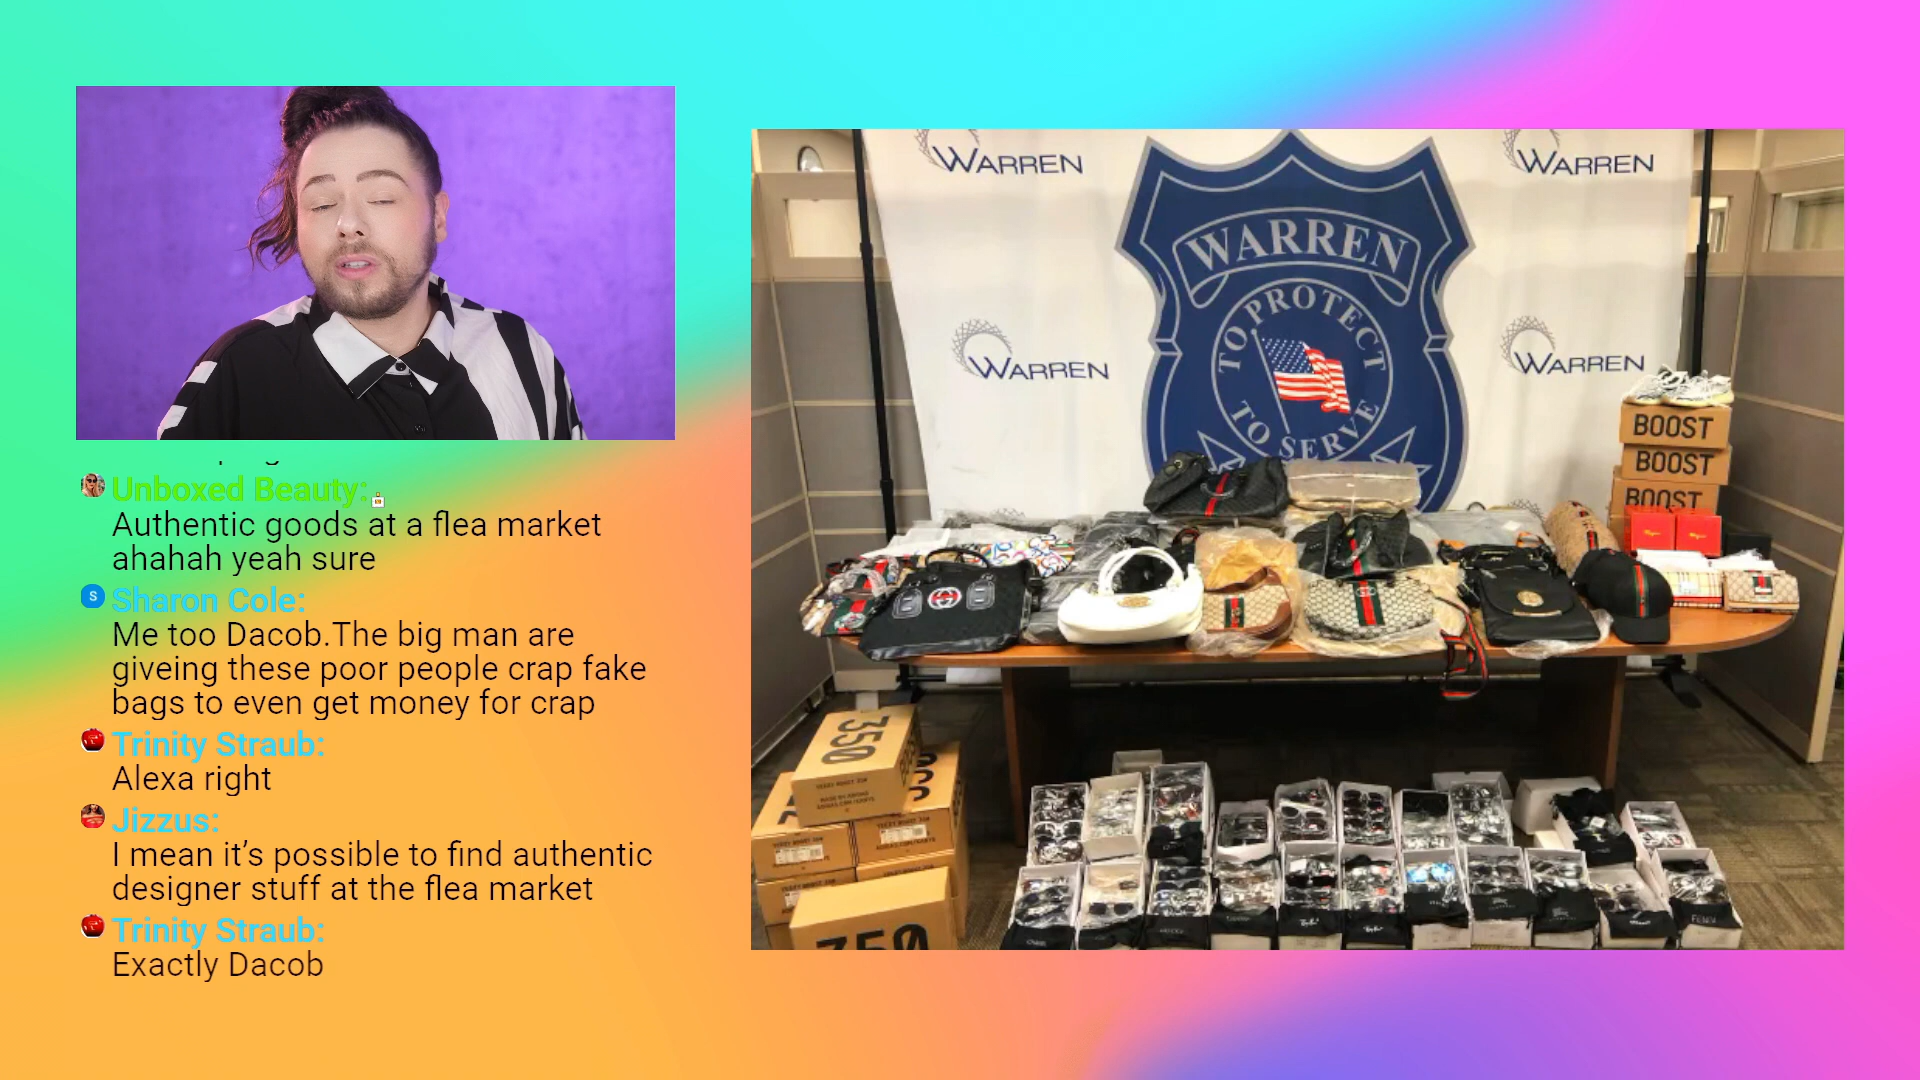 Unboxed Beauty:
Authentic goods at a flea market
ahahah yeah sure
S
Sharon Cole:
Me too Dacob.The big man are
giveing these poor people crap fake
bags to even get money for crap
Trinity Straub:
Alexa right
Jizzus:
I mean it’s possible to find authentic
designer stuff at the flea market
Trinity Straub:
Exactly Dacob
WARREN
WARREN
WARREN
TO PROTECT
TO SERVE
WARREN
WARREN
BOOST
BOOST
BOOST
350
350
FENDI